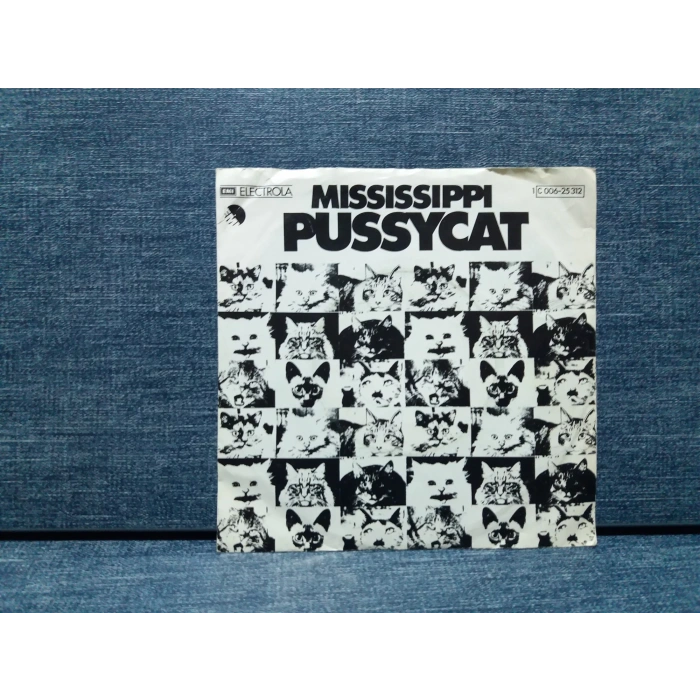 EMI ELECTROLA
MISSISSIPPI
1 C 006-25 312
PUSSYCAT